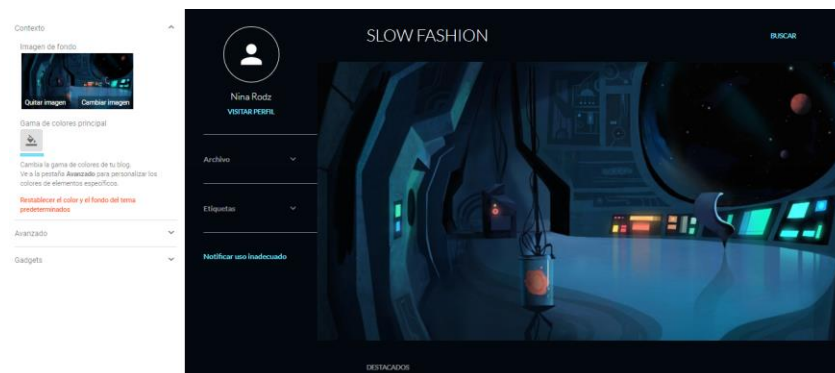 Contexto
Imagen de fondo
Quitar imagen
Cambiar imagen
Gama de colores principal
Cambia la gama de colores de tu blog.
Ve a la pestaña Avanzado para personalizar los
colores de elementos específicos.
Restablecer el color y el fondo del tema
predeterminados
Avanzado
Gadgets
Nina Rodz
VISITAR PERFIL
Archivo
Etiquetas
Notificar uso inadecuado
SLOW FASHION
BUSCAR
DESTACADOS